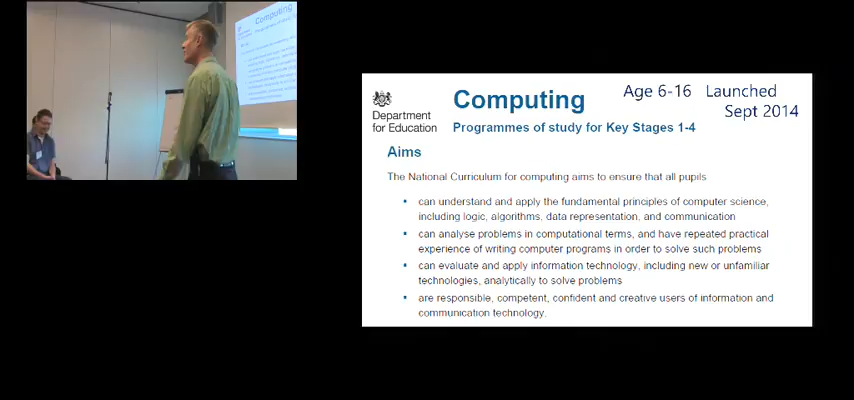 Computing
Age 6-16 Launched
Sept 2014
Department
for Education
Programmes of study for Key Stages 1-4
Aims
The National Curriculum for computing aims to ensure that all pupils
can understand and apply the fundamental principles of computer science,
including logic, algorithms, data representation, and communication
can analyse problems in computational terms, and have repeated practical
experience of writing computer programs in order to solve such problems
can evaluate and apply information technology, including new or unfamiliar
technologies, analytically to solve problems
are responsible, competent, confident and creative users of information and
communication technology.
Computing